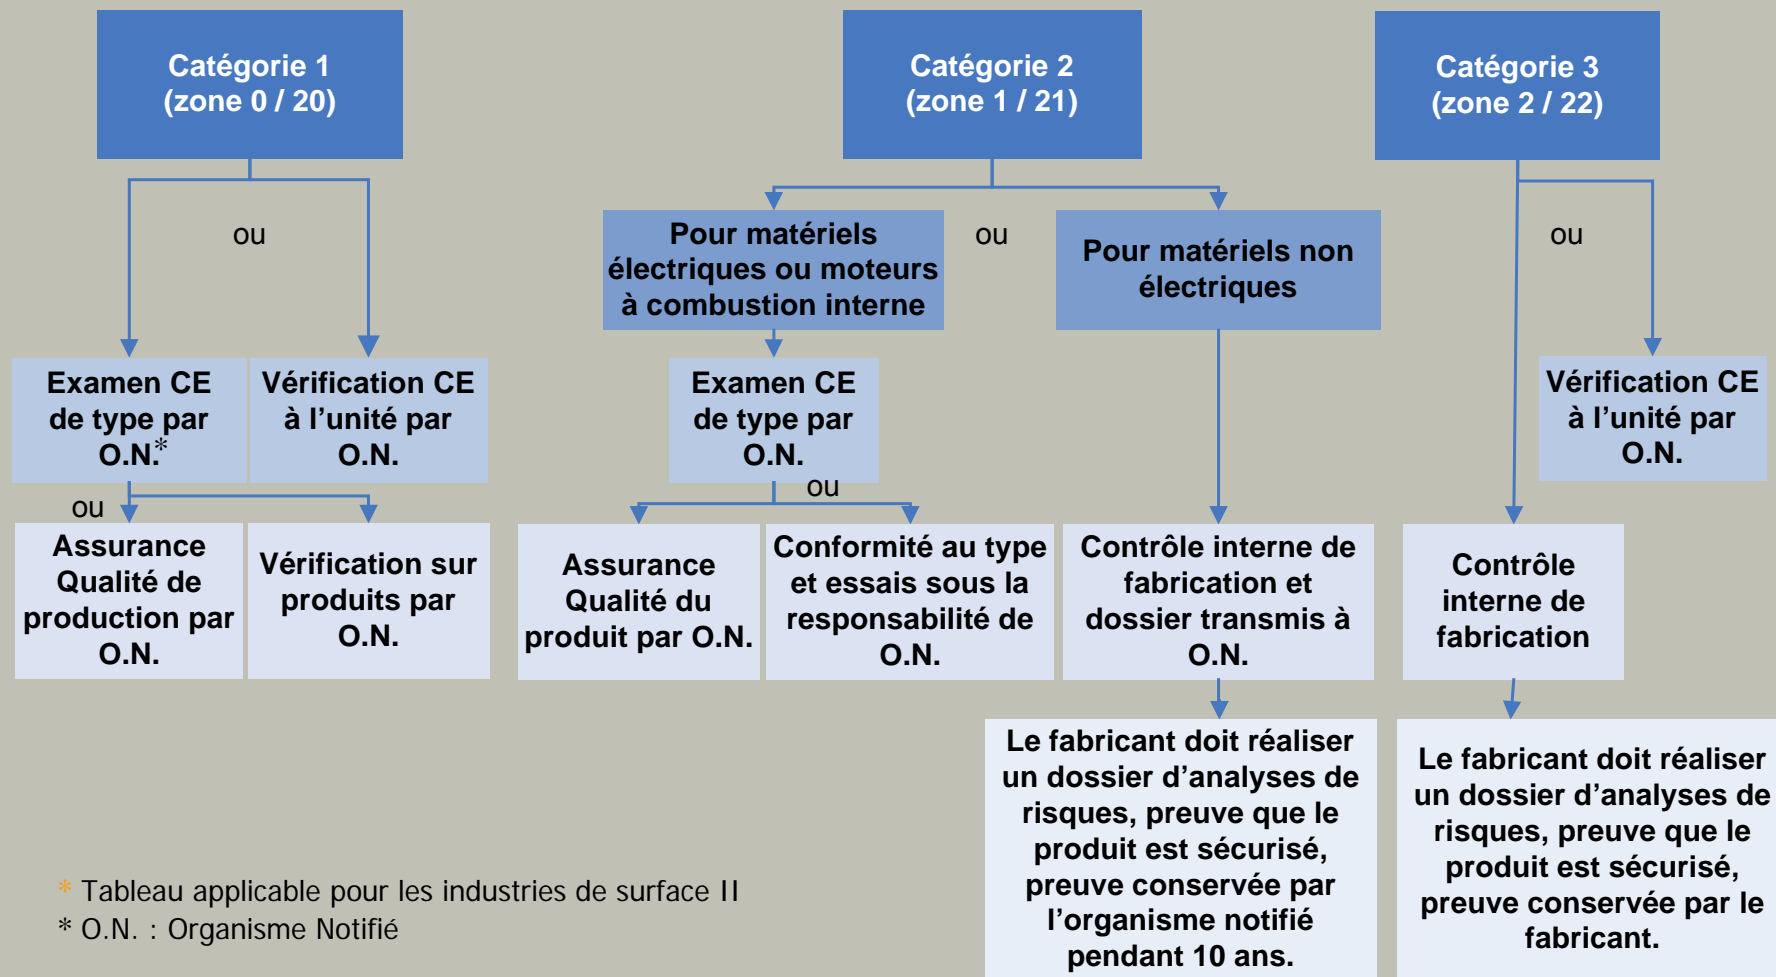 Catégorie 1
(zone 0 / 20)
Catégorie 2
(zone 1 / 21)
Catégorie 3
(zone 2 / 22)
ou
Pour matériels
électriques ou moteurs
à combustion interne
ou
Pour matériels non
électriques
ou
Examen CE
de type par
O.N.*
Vérification CE
à l’unité par
O.N.
Examen CE
de type par
O.N.
Vérification CE
à l’unité par
O.N.
ou
ou
Assurance
Qualité de
production par
O.N.
Vérification sur
produits par
O.N.
Assurance
Qualité du
produit par O.N.
Conformité au type
et essais sous la
responsabilité de
O.N.
Contrôle interne de
fabrication et
dossier transmis à
O.N.
Contrôle
interne de
fabrication
Le fabricant doit réaliser
un dossier d’analyses de
risques, preuve que le
produit est sécurisé,
preuve conservée par
l’organisme notifié
pendant 10 ans.
Le fabricant doit réaliser
un dossier d’analyses de
risques, preuve que le
produit est sécurisé,
preuve conservée par le
fabricant.
* Tableau applicable pour les industries de surface II
* O.N. : Organisme Notifié